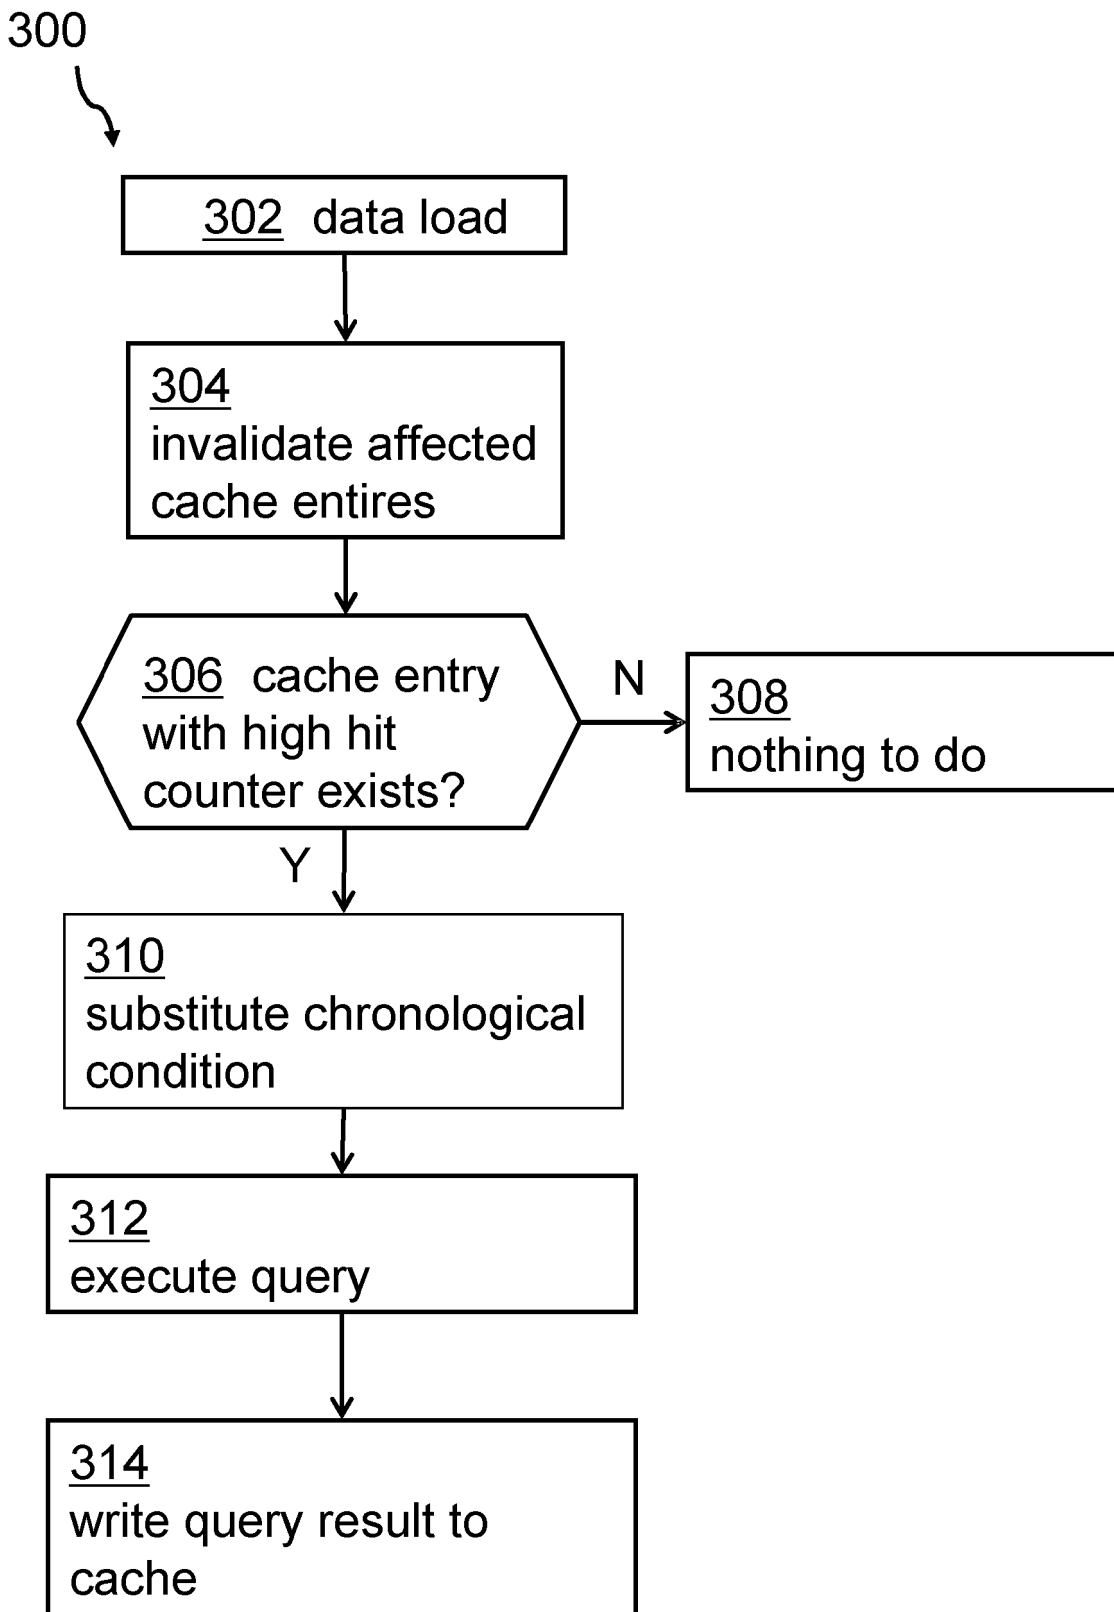 300
302 data load
304
invalidate affected
cache entires
306 cache entry
with high hit
counter exists?
N
308
nothing to do
Y
310
substitute chronological
condition
312
execute query
314
write query result to
cache